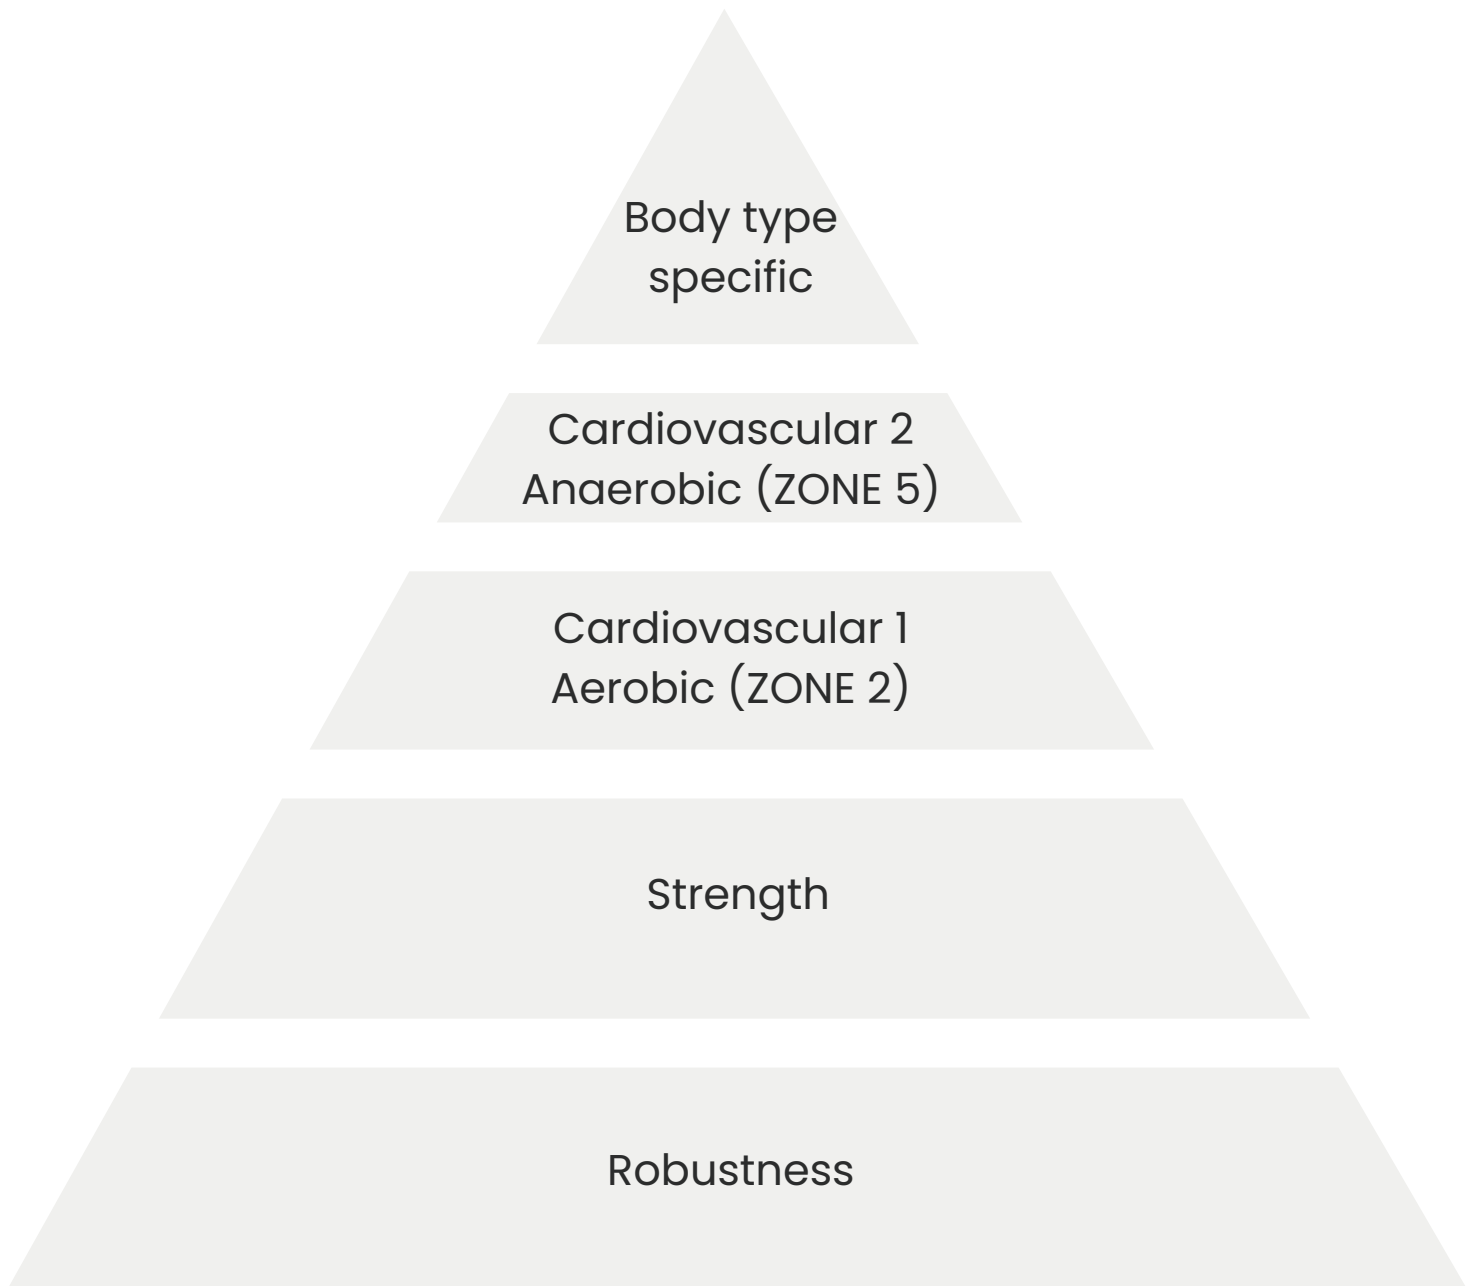 Body type
specific
Cardiovascular 2
Anaerobic (ZONE 5)
Cardiovascular 1
Aerobic (ZONE 2)
Strength
Robustness